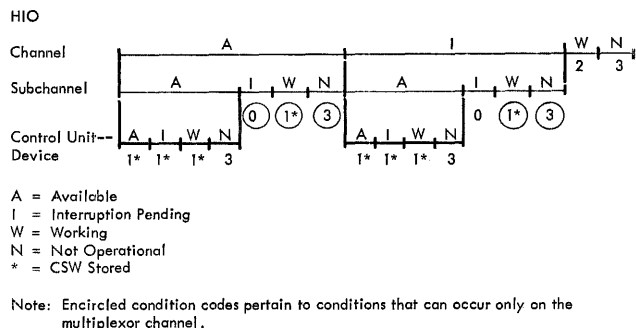 HIO
Channel A I W N
2 3
Subchannel A I W N A I W N
0 1* 3 0 1* 3
Control Unit--
Device A I W N A I W N
1* 1* 1* 3 1* 1* 1* 3
A = Available
I = Interruption Pending
W = Working
N = Not Operational
* = CSW Stored
Note: Encircled condition codes pertain to conditions that can occur only on the
multiplexor channel.